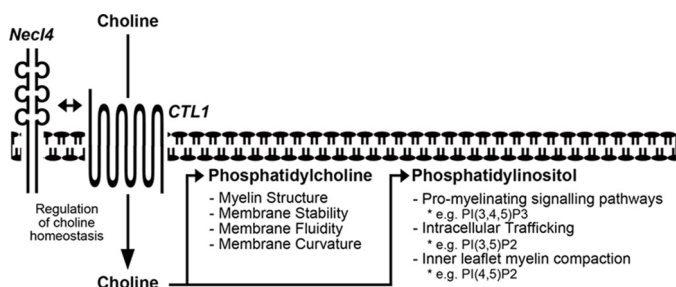 Choline
Necl4
CTL1
Regulation
of choline
homeostasis
Phosphatidylcholine
- Myelin Structure
- Membrane Stability
- Membrane Fluidity
- Membrane Curvature
Phosphatidylinositol
- Pro-myelinating signalling pathways
* e.g. PI(3,4,5)P3
- Intracellular Trafficking
* e.g. PI(3,5)P2
- Inner leaflet myelin compaction
* e.g. PI(4,5)P2
Choline